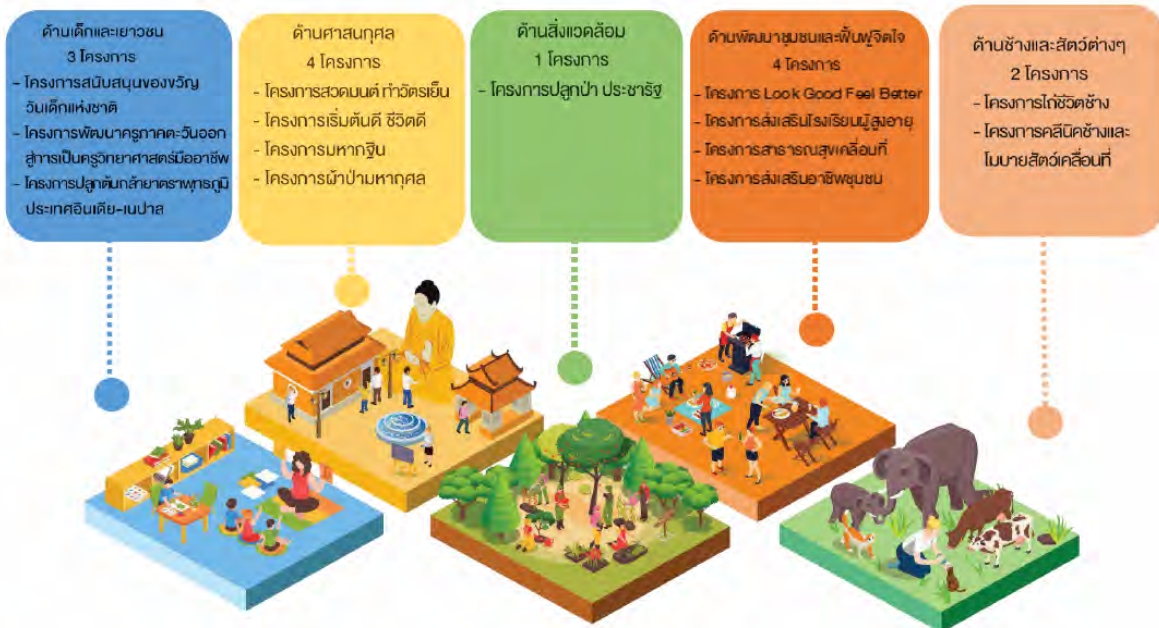 ด้านเด็กและเยาวชน
3 โครงการ
- โครงการสนับสนุนของขวัญ
วันเด็กแห่งชาติ
- โครงการพัฒนาครูภาคตะวันออก
สู่การเป็นครูวิทยาศาสตร์มืออาชีพ
- โครงการปลูกต้นกล้ายาตราพุทธภูมิ
ประเทศอินเดีย-เนปาล
ด้านศาสนกุศล
4 โครงการ
- โครงการสวดมนต์ ทำวัตรเย็น
- โครงการเริ่มต้นดี ชีวิตดี
- โครงการมหากฐิน
- โครงการผ้าป่ามหากุศล
ด้านสิ่งแวดล้อม
1 โครงการ
- โครงการปลูกป่า ประชารัฐ
ด้านพัฒนาชุมชนและฟื้นฟูจิตใจ
4 โครงการ
- โครงการ Look Good Feel Better
- โครงการส่งเสริมโรงเรียนผู้สูงอายุ
- โครงการสาธารณสุขเคลื่อนที่
- โครงการส่งเสริมอาชีพชุมชน
ด้านช้างและสัตว์ต่างๆ
2 โครงการ
- โครงการไถ่ชีวิตช้าง
- โครงการคลีนิคช้างและ
โมบายสัตว์เคลื่อนที่